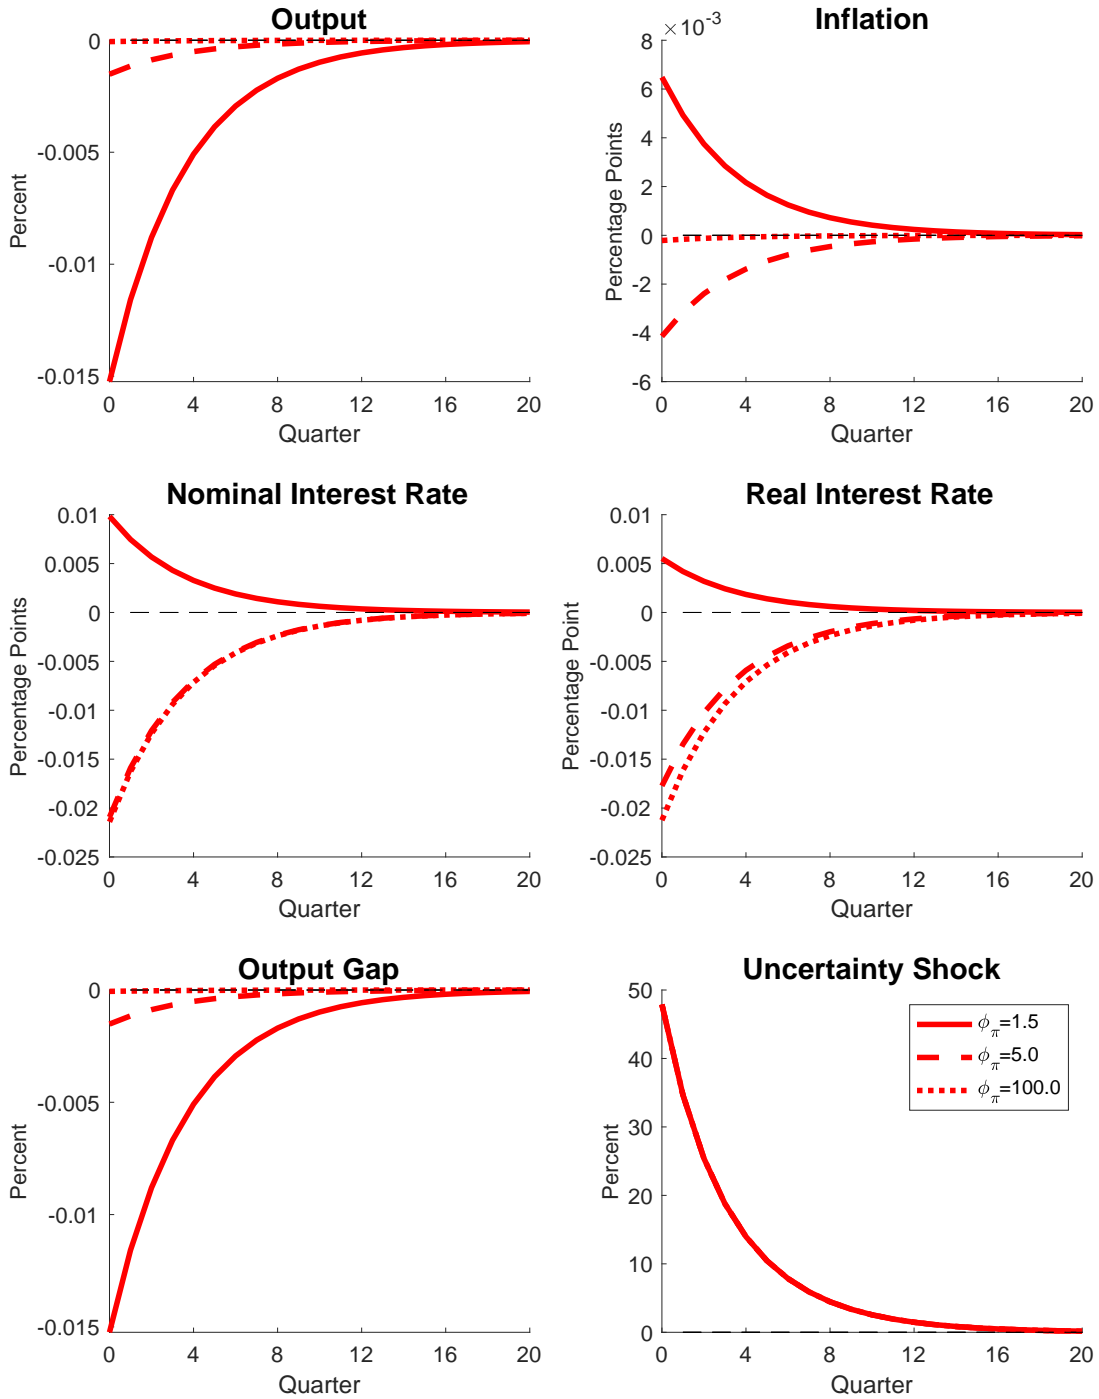 Output
0
-0.005
-0.01
-0.015
Percent
0 4 8 12 16 20
Quarter
Inflation
×10⁻³
8
6
4
2
0
-2
-4
-6
Percentage Points
0 4 8 12 16 20
Quarter
Nominal Interest Rate
0.01
0.005
0
-0.005
-0.01
-0.015
-0.02
-0.025
Percentage Points
0 4 8 12 16 20
Quarter
Real Interest Rate
0.01
0.005
0
-0.005
-0.01
-0.015
-0.02
-0.025
Percentage Point
0 4 8 12 16 20
Quarter
Output Gap
0
-0.005
-0.01
-0.015
Percent
0 4 8 12 16 20
Quarter
Uncertainty Shock
50
40
30
20
10
0
Percent
ϕ_π=1.5
ϕ_π=5.0
ϕ_π=100.0
0 4 8 12 16 20
Quarter